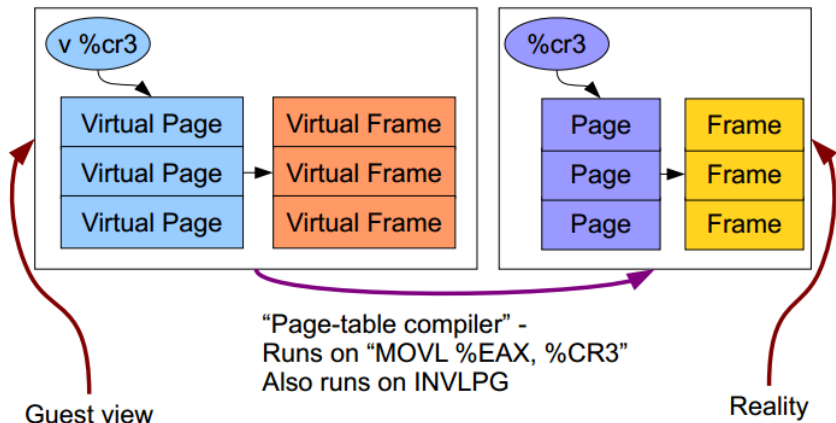 v %cr3
Virtual Page
Virtual Frame
Virtual Page
Virtual Frame
Virtual Page
Virtual Frame
%cr3
Page
Frame
Page
Frame
Page
Frame
“Page-table compiler” -
Runs on “MOVL %EAX, %CR3”
Also runs on INVLPG
Guest view
Reality